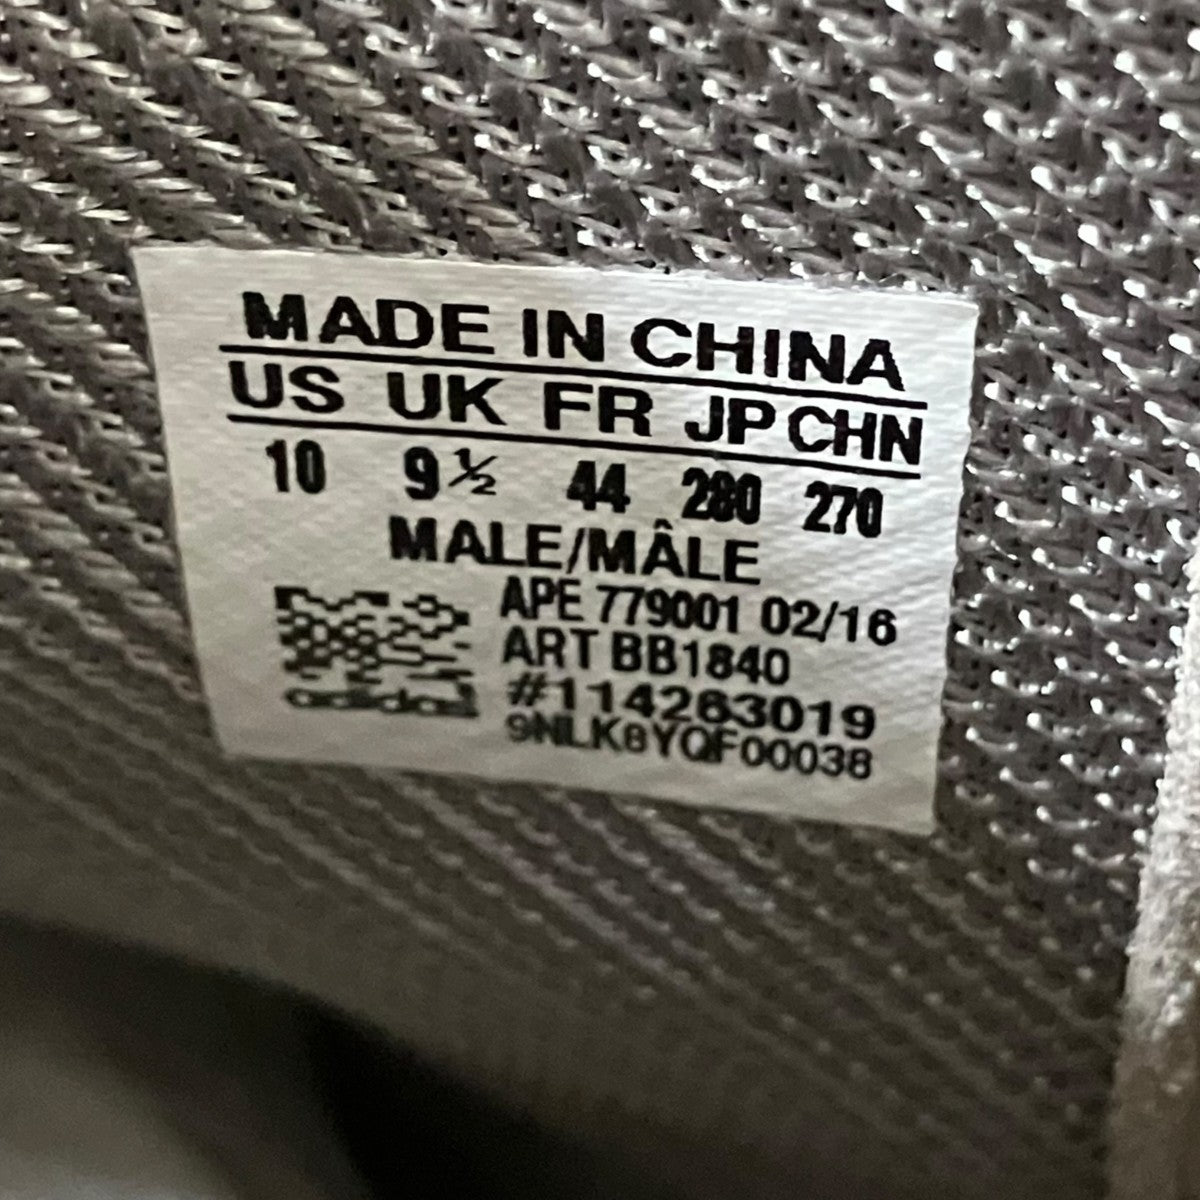 MADE IN CHINA
US UK FR JP CHN
10 9½ 44 280 270
MALE/MÂLE
APE 779001 02/16
ART BB1840
#114263019
9NLK8YQF00038
adidas